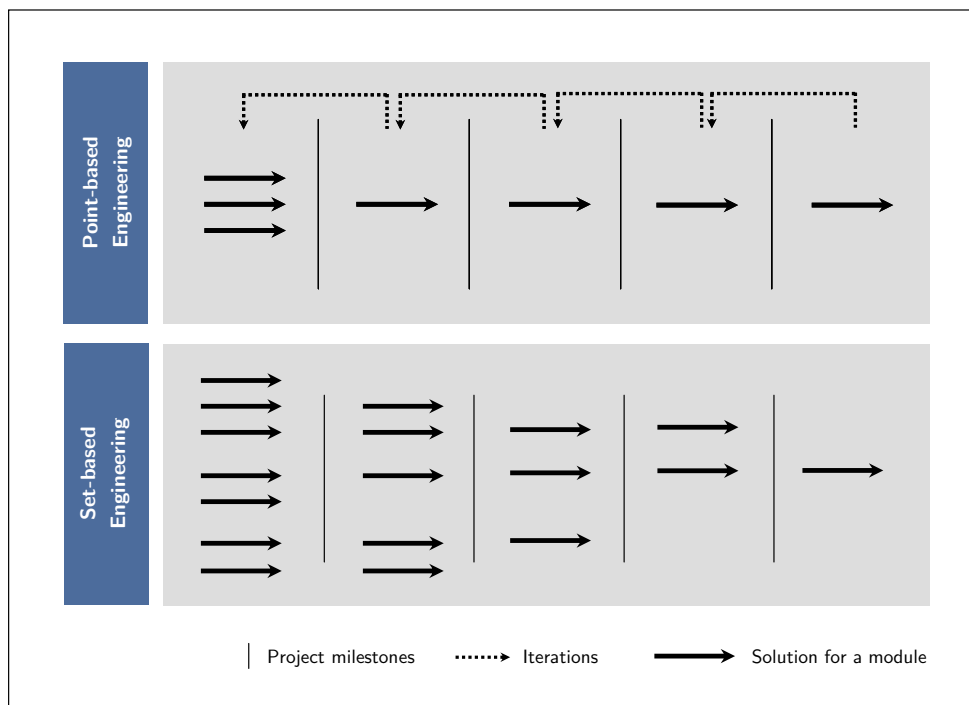 Point-based
Engineering
Set-based
Engineering
Project milestones
Iterations
Solution for a module